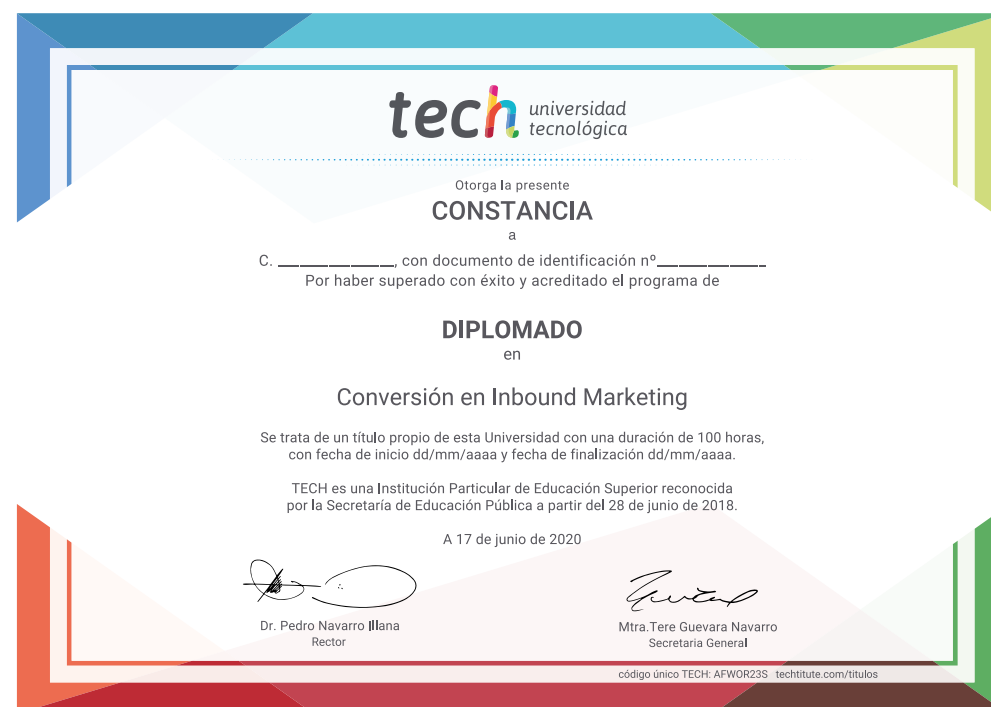 tech universidad
tecnológica
Otorga la presente
CONSTANCIA
a
C. ______________, con documento de identificación nº_____________
Por haber superado con éxito y acreditado el programa de
DIPLOMADO
en
Conversión en Inbound Marketing
Se trata de un título propio de esta Universidad con una duración de 100 horas,
con fecha de inicio dd/mm/aaaa y fecha de finalización dd/mm/aaaa.
TECH es una Institución Particular de Educación Superior reconocida
por la Secretaría de Educación Pública a partir del 28 de junio de 2018.
A 17 de junio de 2020
Dr. Pedro Navarro Illana
Rector
Mtra.Tere Guevara Navarro
Secretaria General
código único TECH: AFWOR23S techtitute.com/titulos